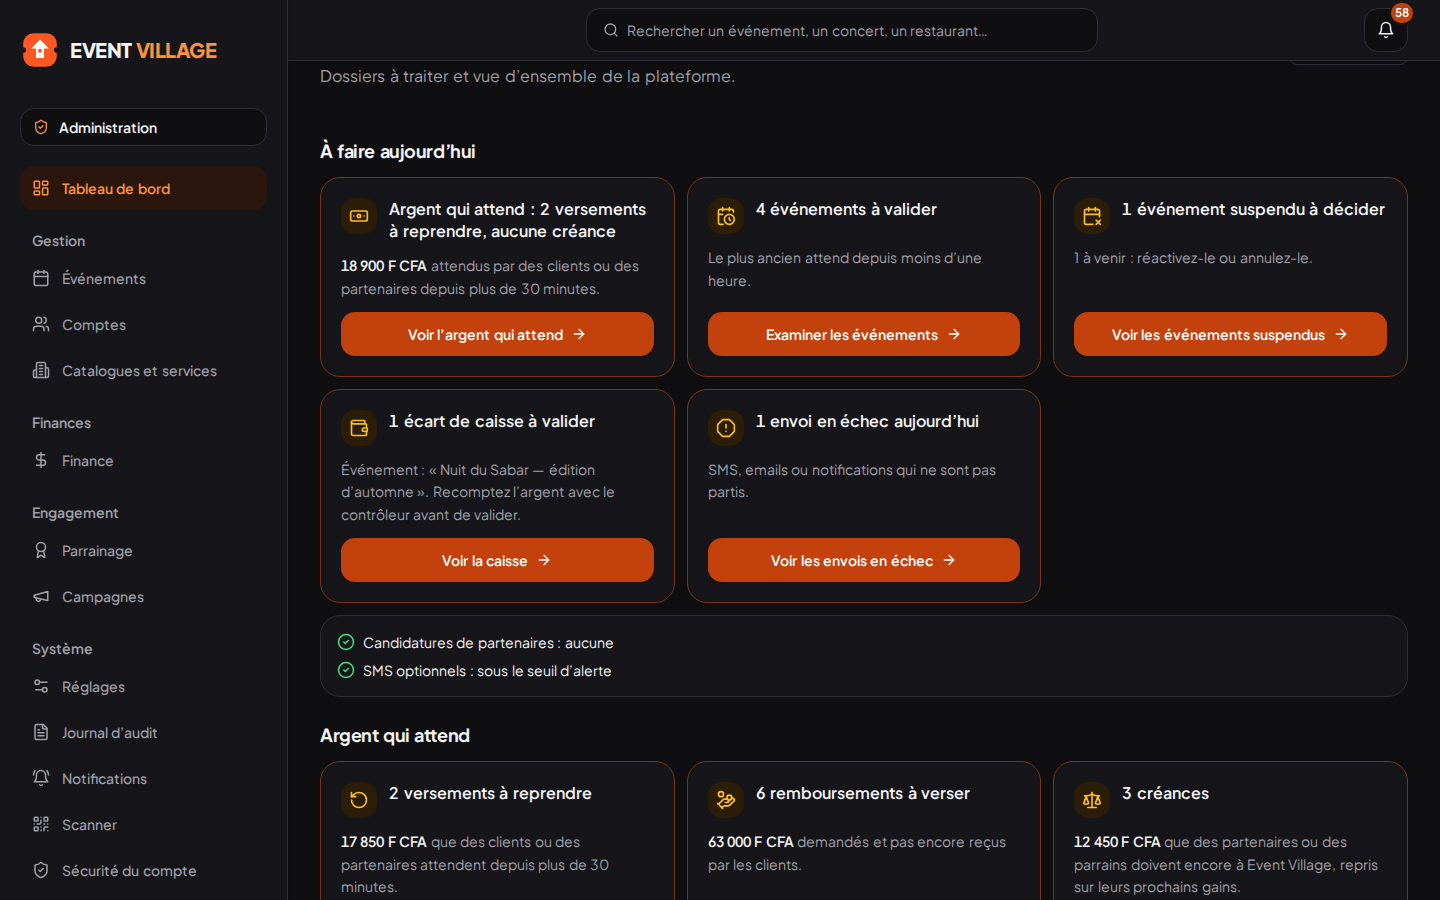 EVENT VILLAGE
Rechercher un événement, un concert, un restaurant…
58
Administration
Tableau de bord
Gestion
Événements
Comptes
Catalogues et services
Finances
Finance
Engagement
Parrainage
Campagnes
Système
Réglages
Journal d’audit
Notifications
Scanner
Sécurité du compte
Dossiers à traiter et vue d’ensemble de la plateforme.
À faire aujourd’hui
Argent qui attend : 2 versements
à reprendre, aucune créance
18 900 F CFA attendus par des clients ou des
partenaires depuis plus de 30 minutes.
Voir l’argent qui attend
4 événements à valider
Le plus ancien attend depuis moins d’une
heure.
Examiner les événements
1 événement suspendu à décider
1 à venir : réactivez-le ou annulez-le.
Voir les événements suspendus
1 écart de caisse à valider
Événement : « Nuit du Sabar — édition
d’automne ». Recomptez l’argent avec le
contrôleur avant de valider.
Voir la caisse
1 envoi en échec aujourd’hui
SMS, emails ou notifications qui ne sont pas
partis.
Voir les envois en échec
Candidatures de partenaires : aucune
SMS optionnels : sous le seuil d’alerte
Argent qui attend
2 versements à reprendre
17 850 F CFA que des clients ou des
partenaires attendent depuis plus de 30
minutes.
6 remboursements à verser
63 000 F CFA demandés et pas encore reçus
par les clients.
3 créances
12 450 F CFA que des partenaires ou des
parrains doivent encore à Event Village, repris
sur leurs prochains gains.